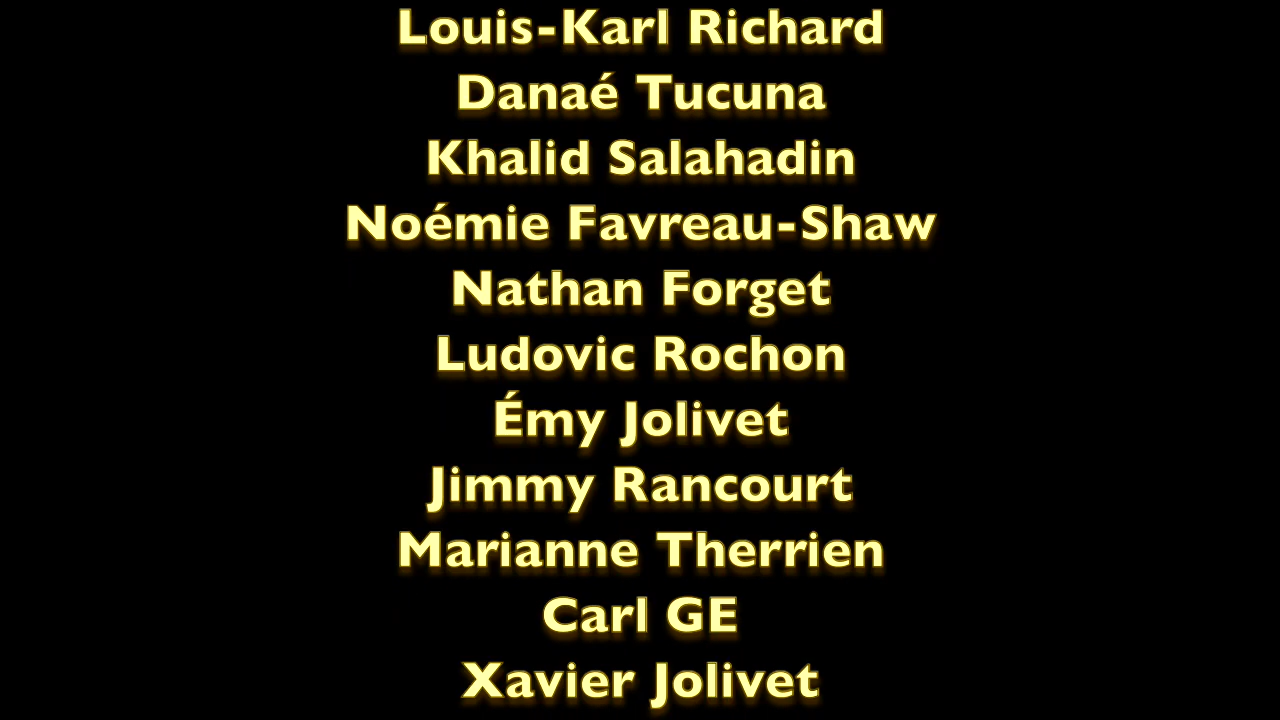 Louis-Karl Richard
Danaé Tucuna
Khalid Salahadin
Noémie Favreau-Shaw
Nathan Forget
Ludovic Rochon
Émy Jolivet
Jimmy Rancourt
Marianne Therrien
Carl GE
Xavier Jolivet